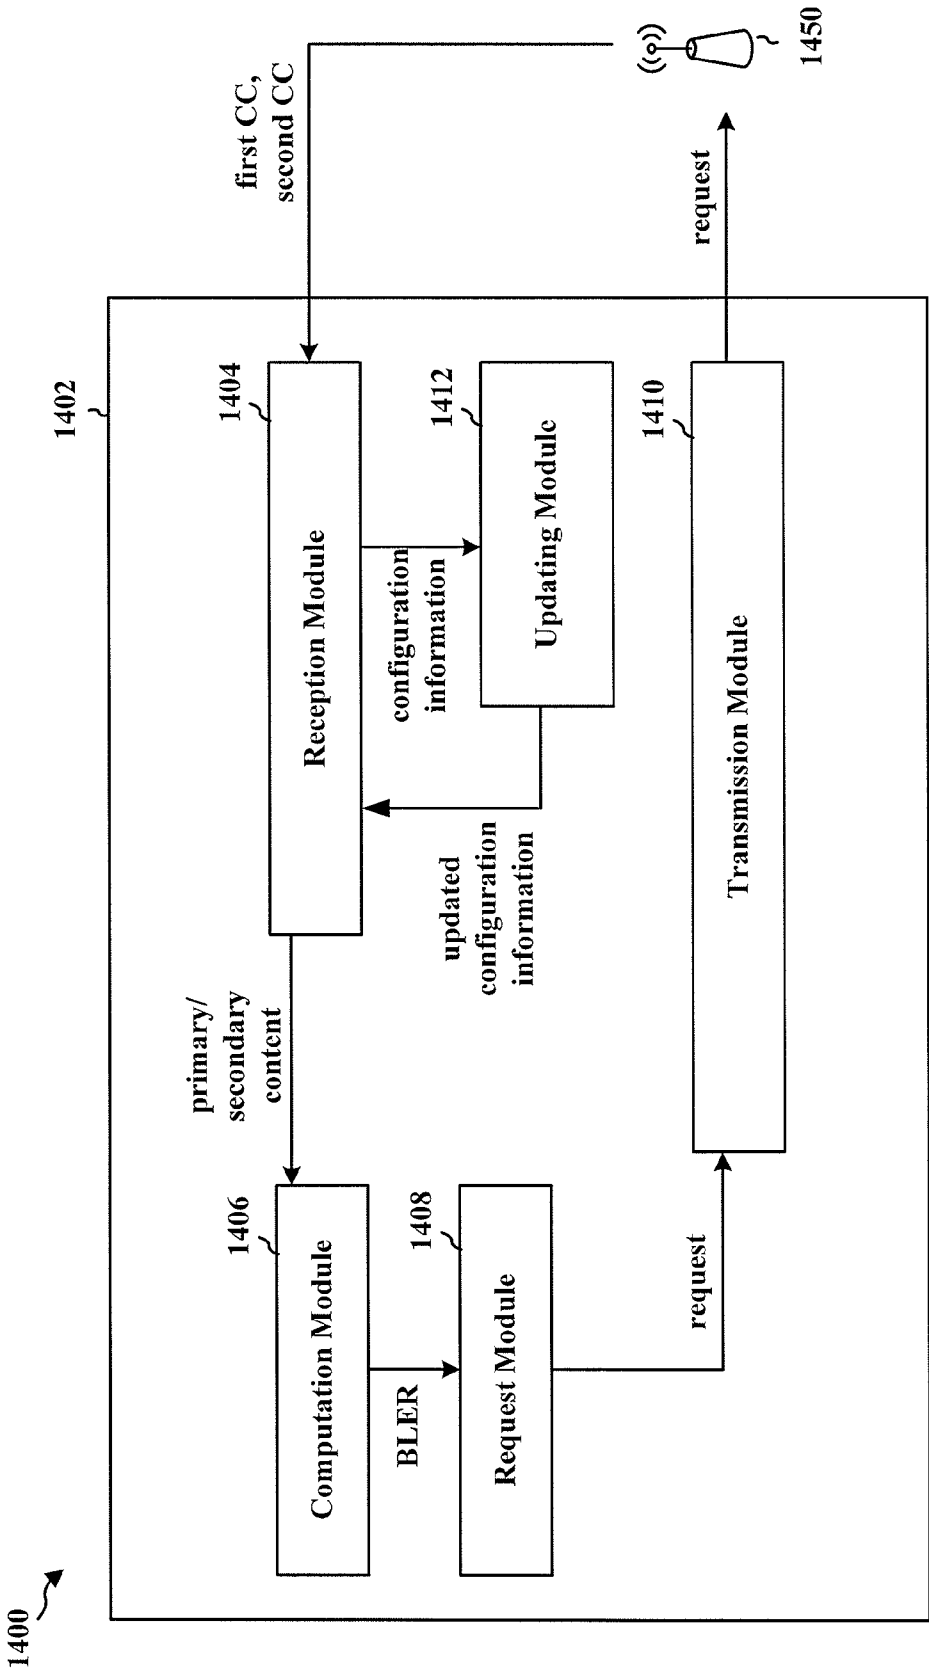 1400
1402
Computation Module
1406
primary/
secondary
content
Reception Module
1404
first CC,
second CC
1450
BLER
Request Module
1408
updated
configuration
information
configuration
information
Updating Module
1412
request
Transmission Module
1410
request